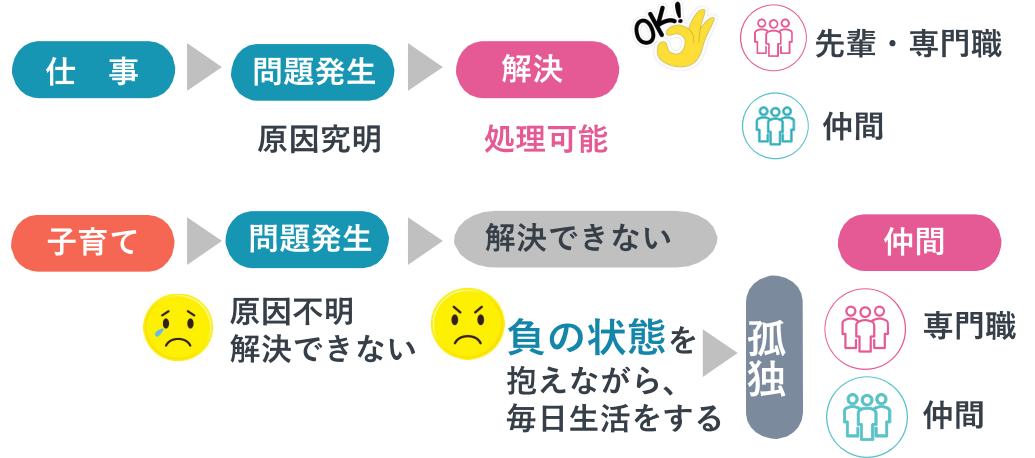 仕　事
問題発生
解決
OK!
先輩・専門職
原因究明
処理可能
仲間
子育て
問題発生
解決できない
仲間
原因不明
解決できない
負の状態を
抱えながら、
毎日生活をする
孤独
専門職
仲間